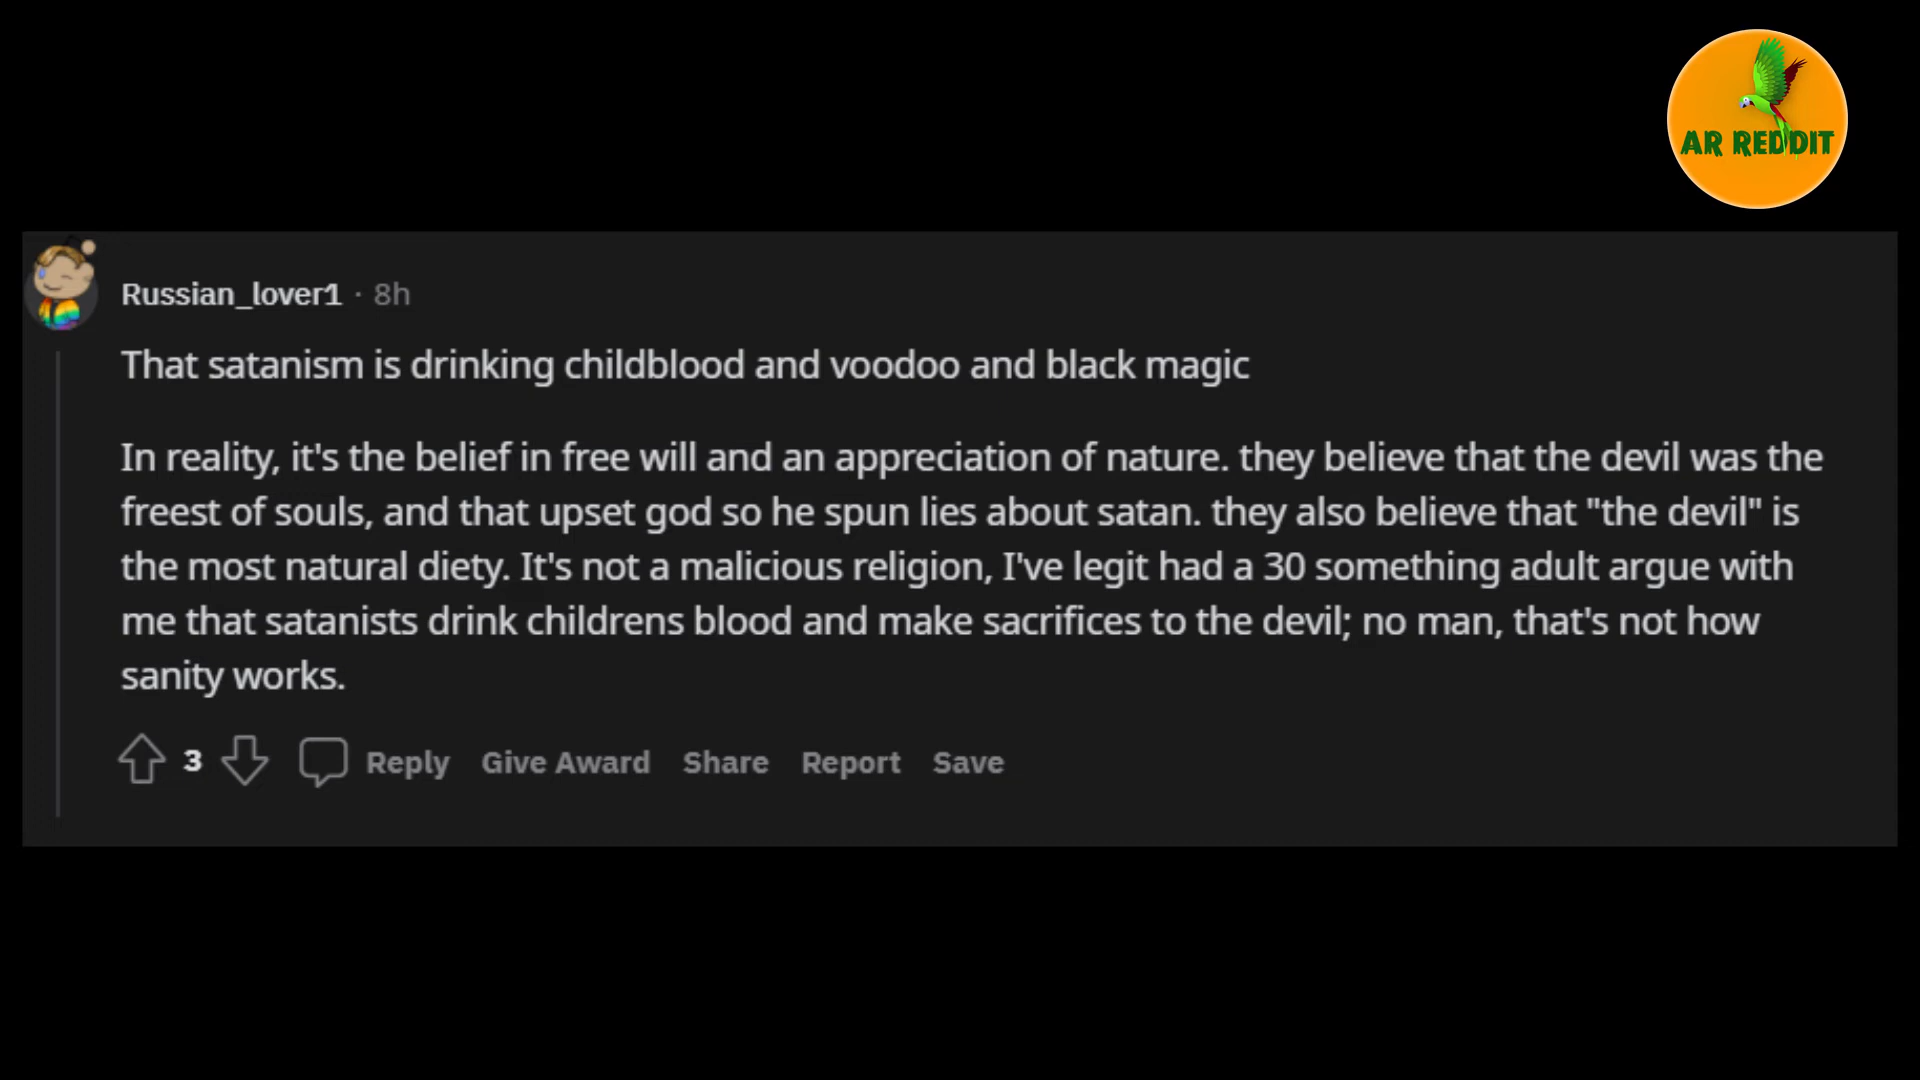 AR REDDIT
Russian_lover1 · 8h
That satanism is drinking childblood and voodoo and black magic
In reality, it's the belief in free will and an appreciation of nature. they believe that the devil was the
freest of souls, and that upset god so he spun lies about satan. they also believe that "the devil" is
the most natural diety. It's not a malicious religion, I've legit had a 30 something adult argue with
me that satanists drink childrens blood and make sacrifices to the devil; no man, that's not how
sanity works.
3 Reply Give Award Share Report Save